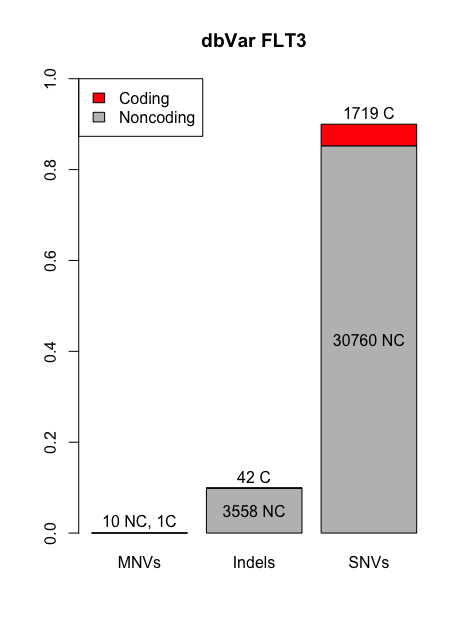 dbVar FLT3
1.0
0.8
0.6
0.4
0.2
0.0
Coding
Noncoding
1719 C
30760 NC
42 C
3558 NC
10 NC, 1C
MNVs
Indels
SNVs